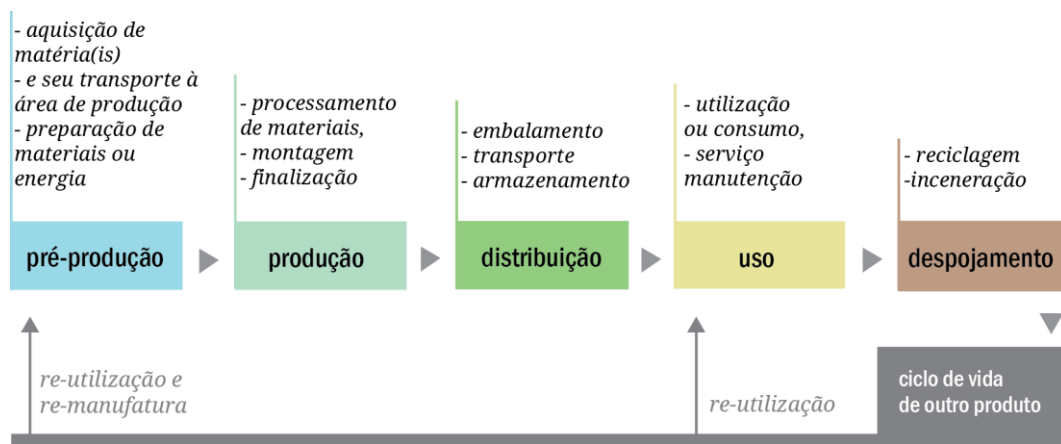 - aquisição de
matéria(is)
- e seu transporte à
área de produção
- preparação de
materiais ou
energia
pré-produção
- processamento
de materiais,
- montagem
- finalização
produção
- embalamento
- transporte
- armazenamento
distribuição
- utilização
ou consumo,
- serviço
manutenção
uso
- reciclagem
-inceneração
despojamento
re-utilização e
re-manufatura
re-utilização
ciclo de vida
de outro produto